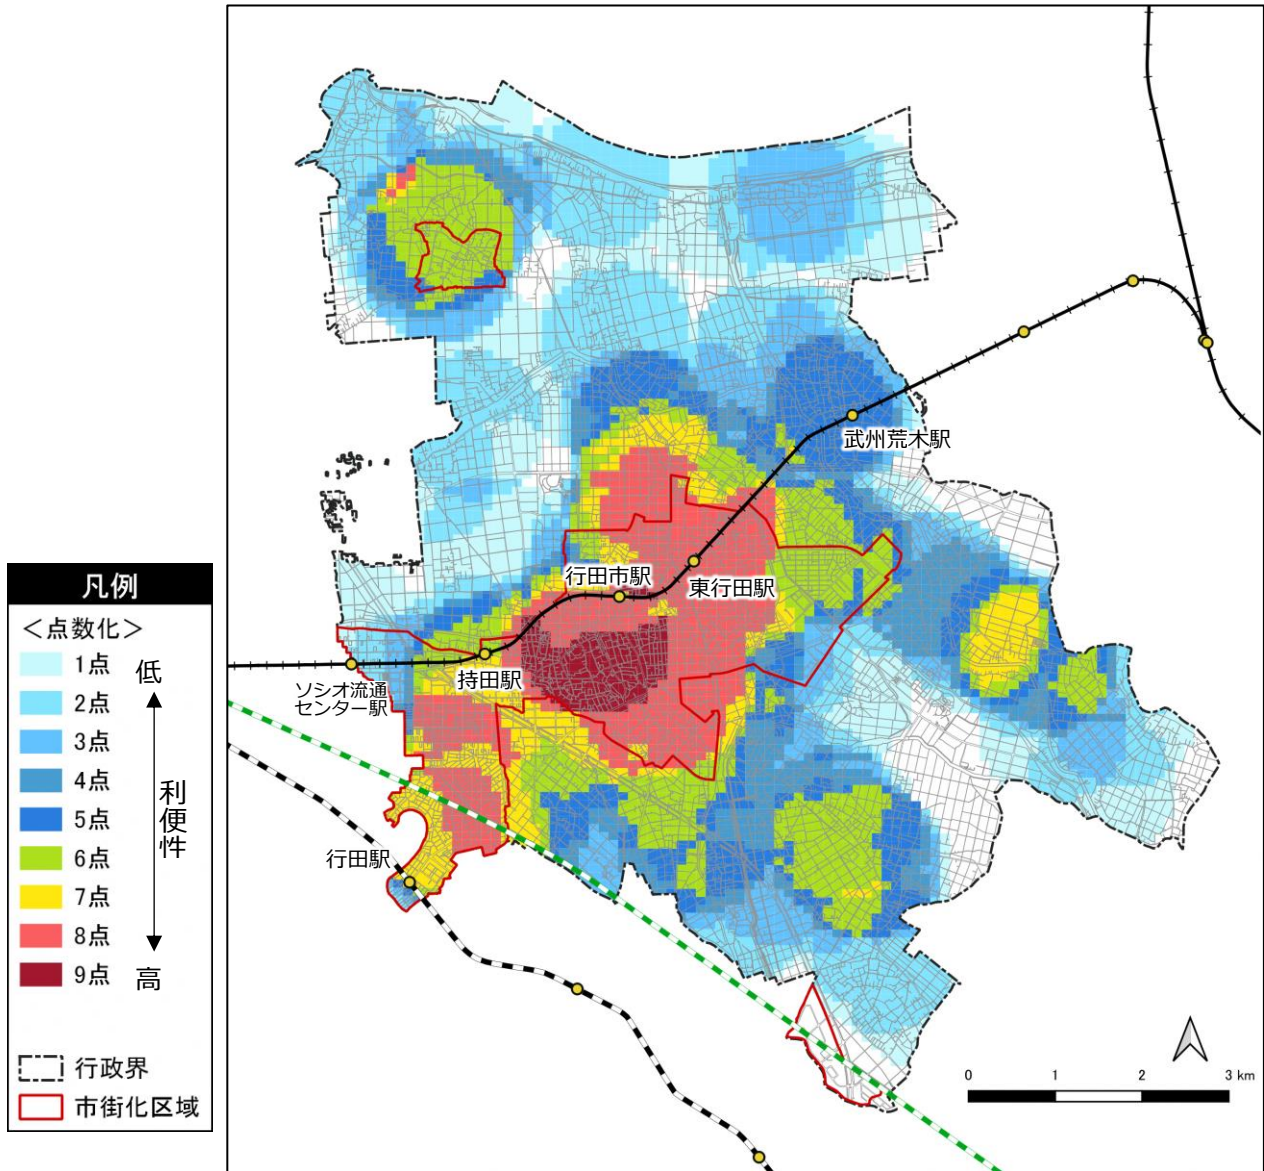 凡例
＜点数化＞
1点 低
2点
3点
4点
5点
6点
7点
8点
9点 高
利便性
行政界
市街化区域
武州荒木駅
行田市駅
東行田駅
持田駅
ソシオ流通
センター駅
行田駅
0 1 2 3 km